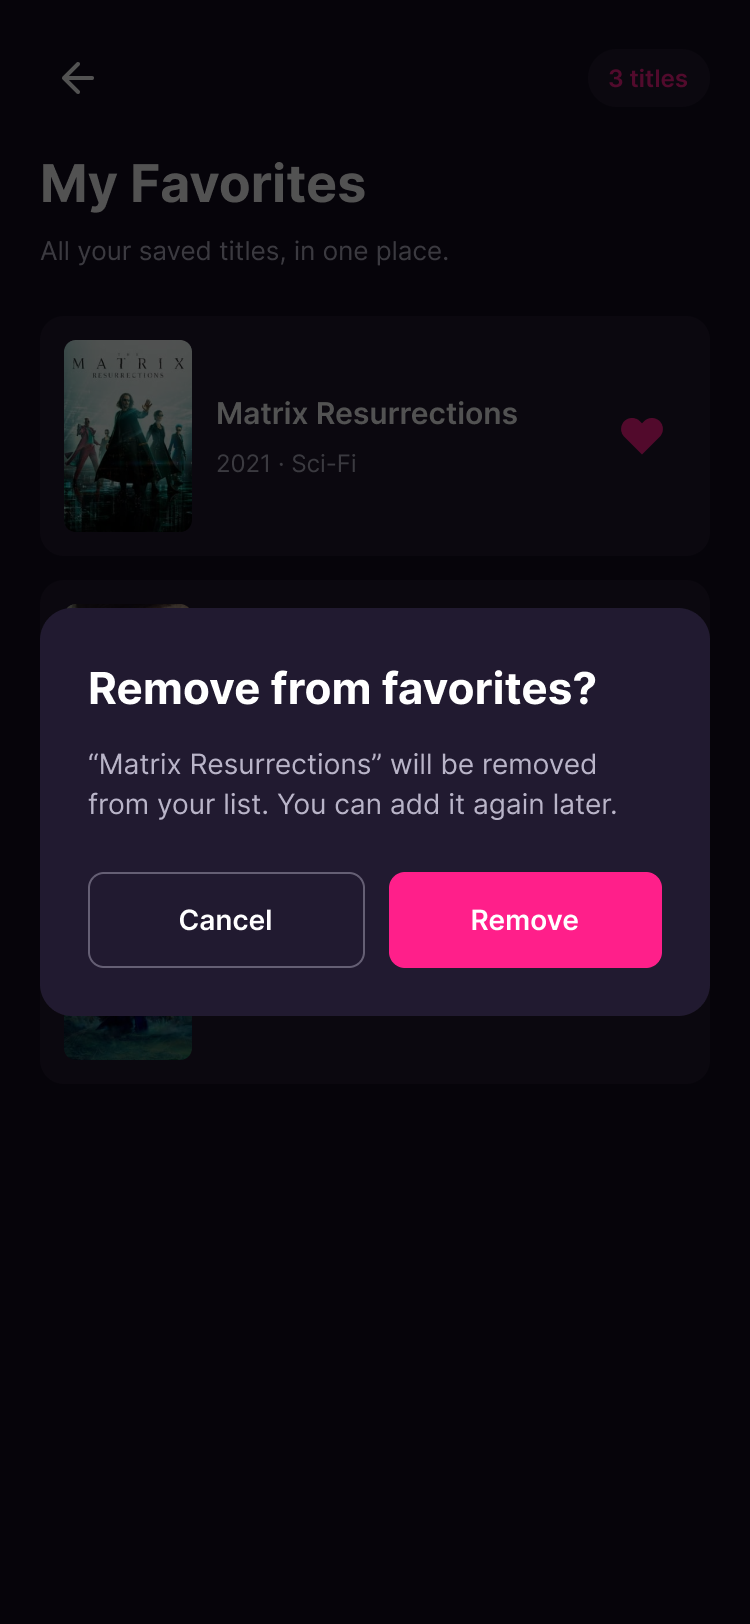 3 titles
My Favorites
All your saved titles, in one place.
MATRIX
RESURRECTIONS
Matrix Resurrections
2021 · Sci-Fi
Remove from favorites?
“Matrix Resurrections” will be removed
from your list. You can add it again later.
Cancel
Remove